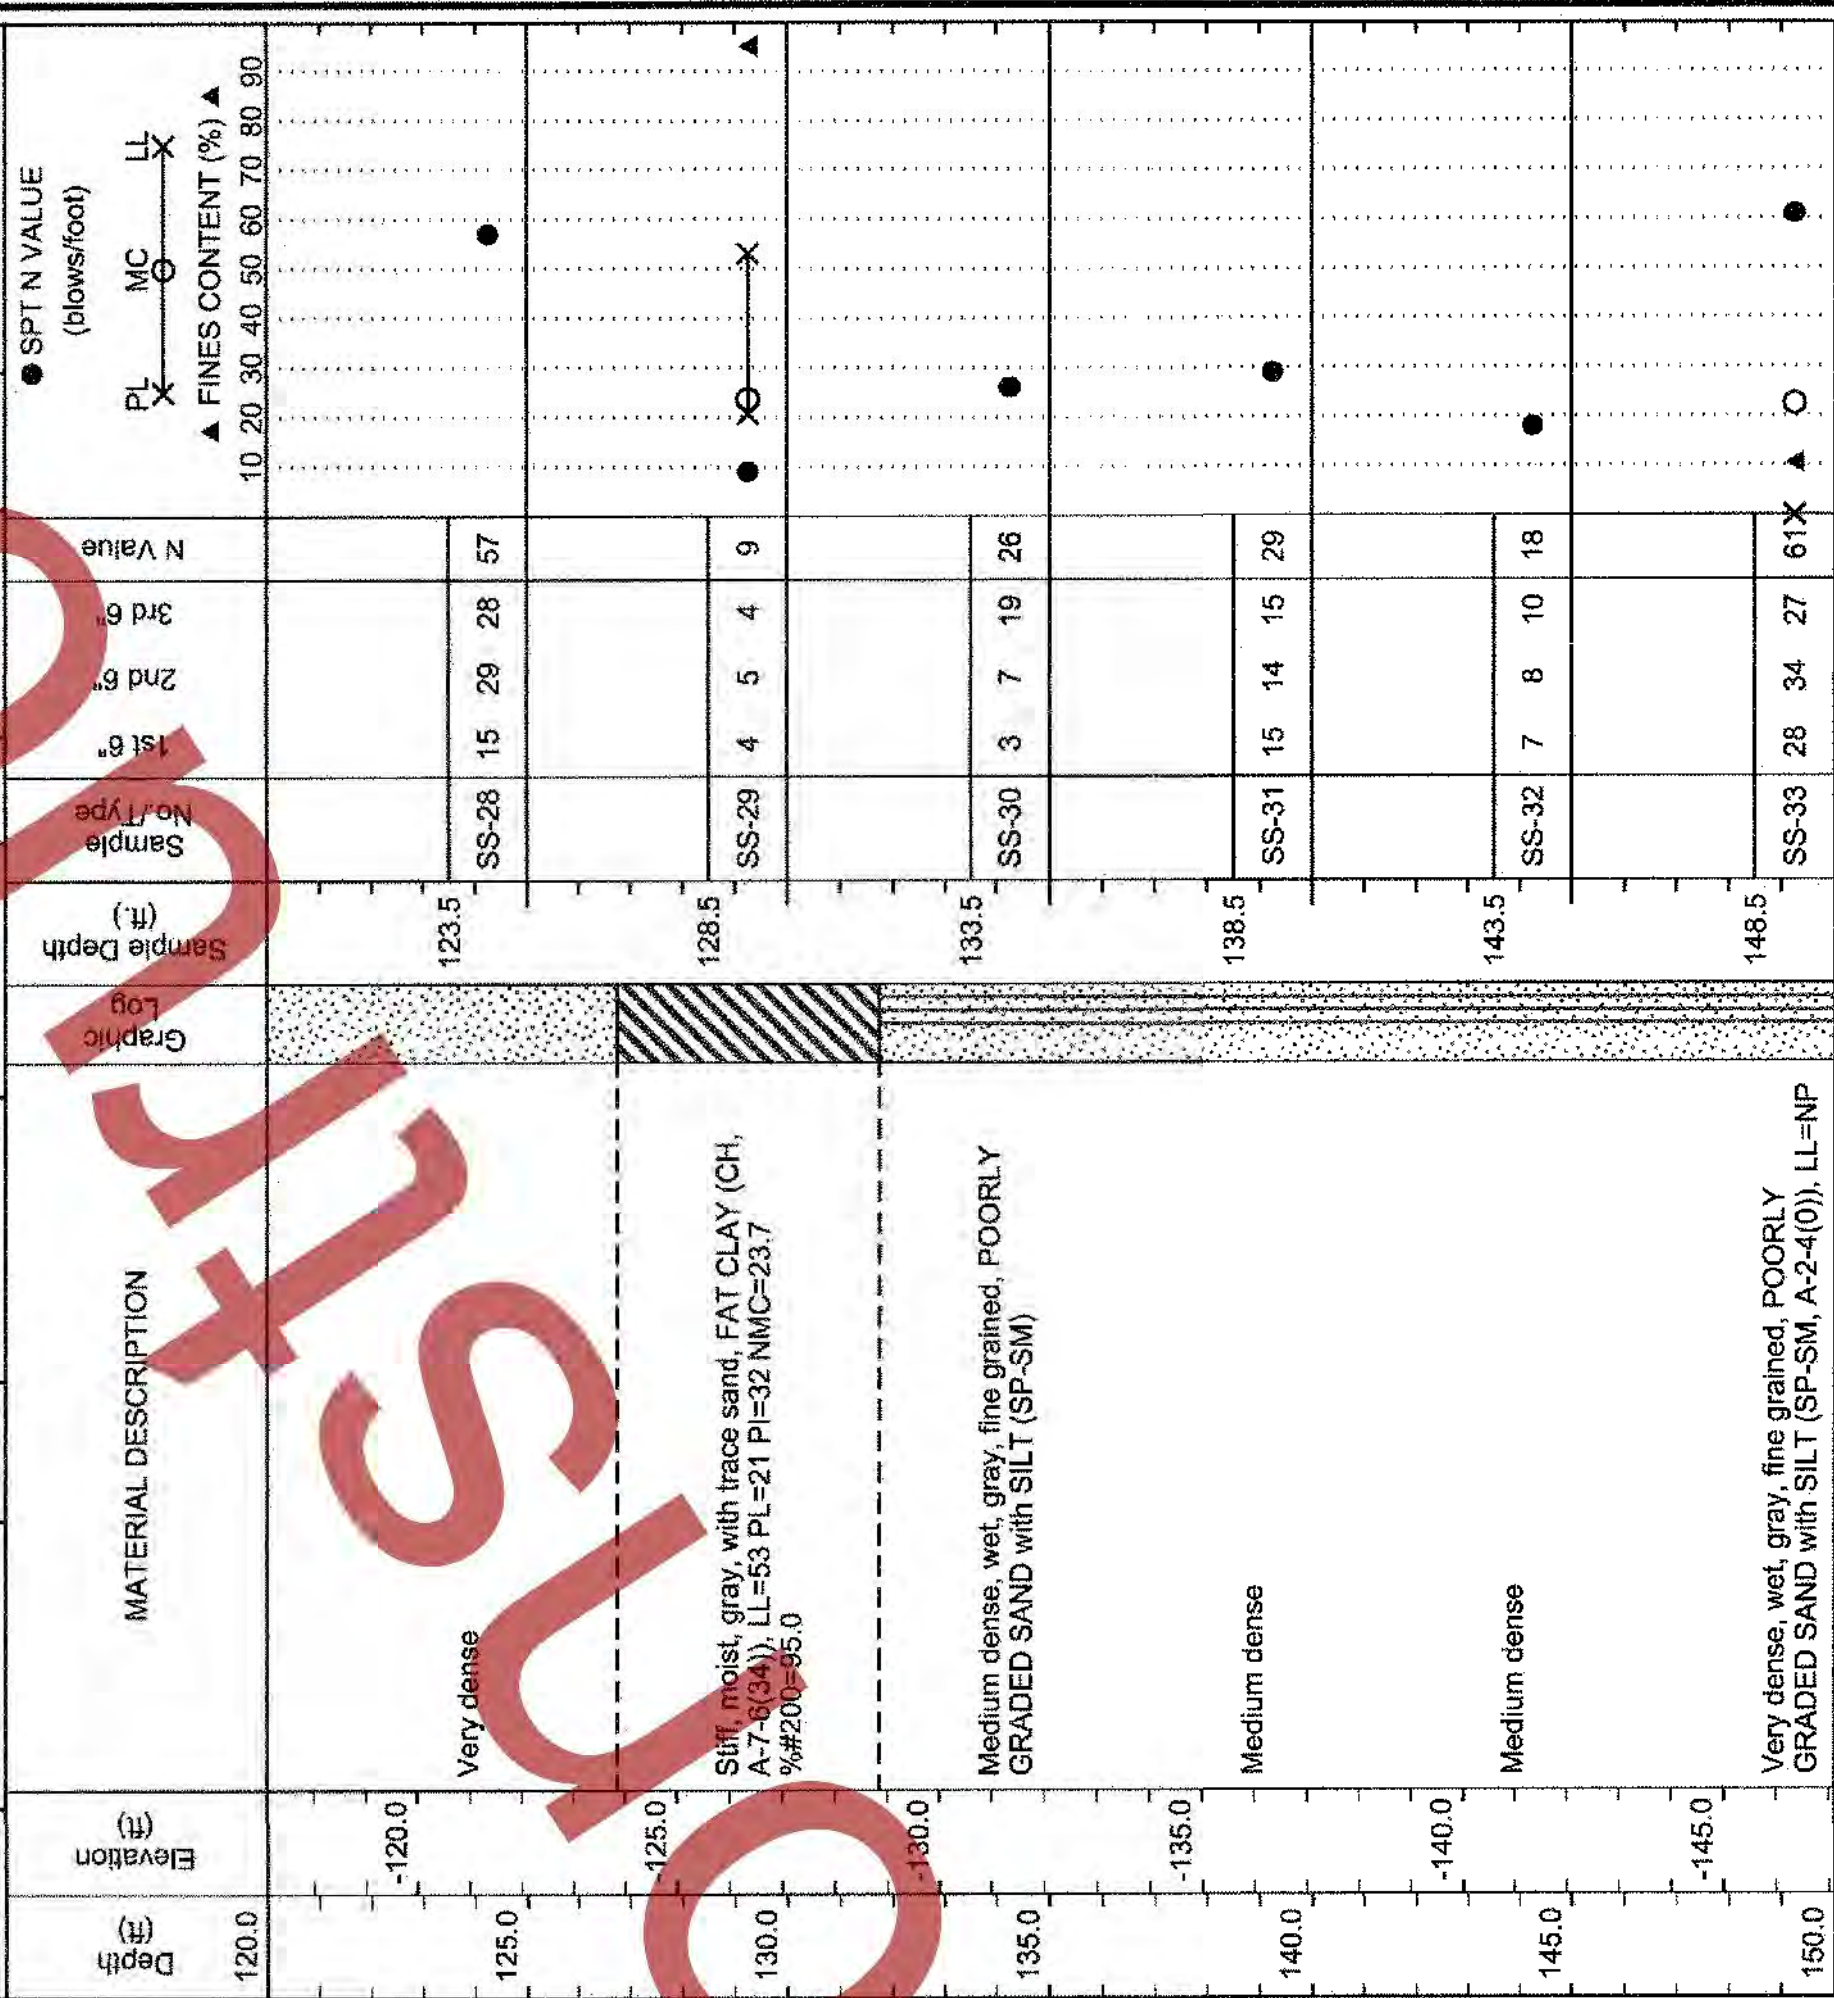 Depth
(ft)
Elevation
(ft)
MATERIAL DESCRIPTION
Graphic
Log
Sample Depth
(ft.)
Sample
No./Type
1st 6"
2nd 6"
3rd 6"
N Value
● SPT N VALUE
(blows/foot)
PL MC LL
▲ FINES CONTENT (%) ▲
10 20 30 40 50 60 70 80 90
120.0
-120.0
Very dense
123.5
SS-28 15 29 28 57
125.0
-125.0
Stiff, moist, gray, with trace sand, FAT CLAY (CH,
A-7-6(34)), LL=53 PL=21 PI=32 NMC=23.7
%#200=95.0
128.5
SS-29 4 5 4 9
130.0
-130.0
Medium dense, wet, gray, fine grained, POORLY
GRADED SAND with SILT (SP-SM)
133.5
SS-30 3 7 19 26
135.0
-135.0
Medium dense
138.5
SS-31 15 14 15 29
140.0
-140.0
Medium dense
143.5
SS-32 7 8 10 18
145.0
-145.0
Very dense, wet, gray, fine grained, POORLY
GRADED SAND with SILT (SP-SM, A-2-4(0)), LL=NP
148.5
SS-33 28 34 27 61
150.0